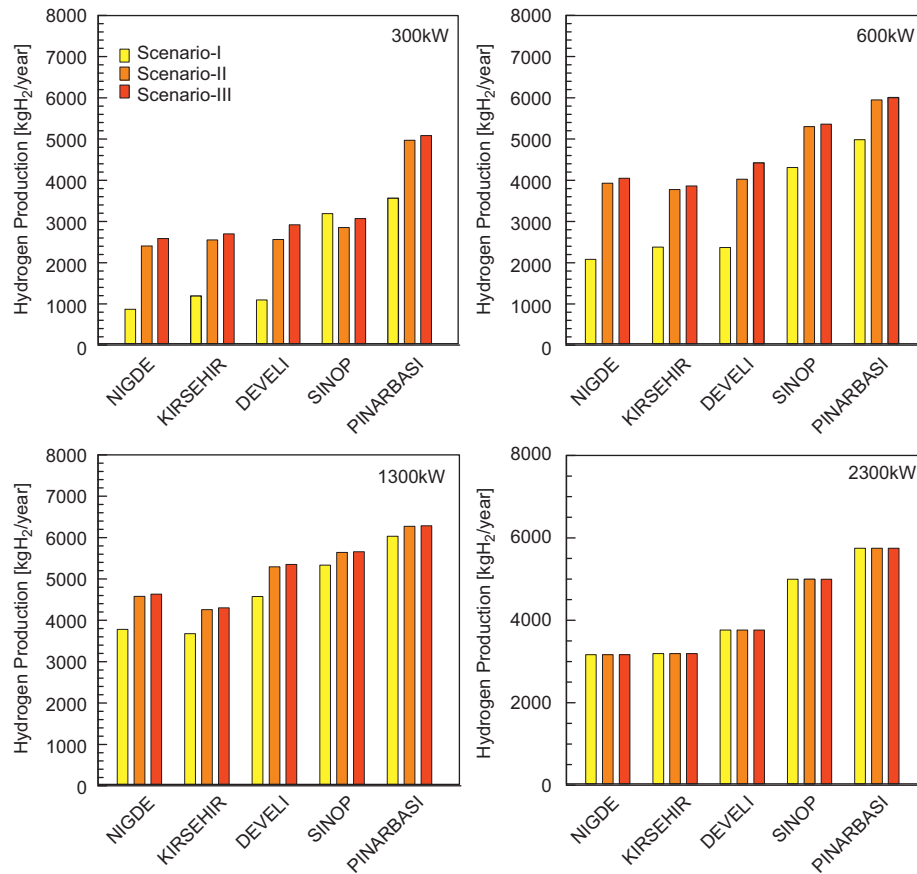 8000
7000
6000
5000
4000
3000
2000
1000
0
Hydrogen Production [kgH₂/year]
300kW
Scenario-I
Scenario-II
Scenario-III
NIGDE
KIRSEHIR
DEVELI
SINOP
PINARBASI
8000
7000
6000
5000
4000
3000
2000
1000
0
Hydrogen Production [kgH₂/year]
600kW
NIGDE
KIRSEHIR
DEVELI
SINOP
PINARBASI
8000
7000
6000
5000
4000
3000
2000
1000
0
Hydrogen Production [kgH₂/year]
1300kW
NIGDE
KIRSEHIR
DEVELI
SINOP
PINARBASI
8000
6000
4000
2000
0
Hydrogen Production [kgH₂/year]
2300kW
NIGDE
KIRSEHIR
DEVELI
SINOP
PINARBASI